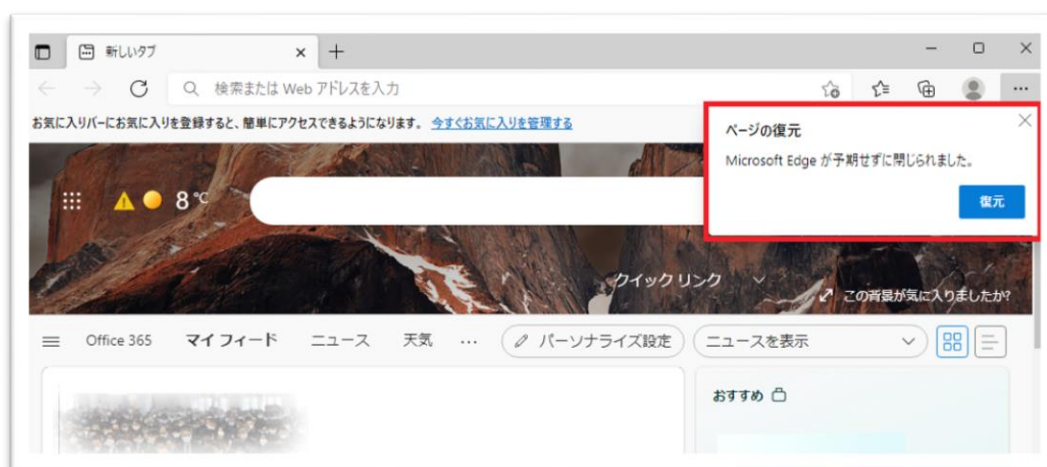 新しいタブ
検索または Web アドレスを入力
お気に入りバーにお気に入りを登録すると、簡単にアクセスできるようになります。 今すぐお気に入りを管理する
ページの復元
Microsoft Edge が予期せずに閉じられました。
復元
8℃
クイック リンク
この背景が気に入りましたか?
Office 365 マイ フィード ニュース 天気 … パーソナライズ設定 ニュースを表示
おすすめ